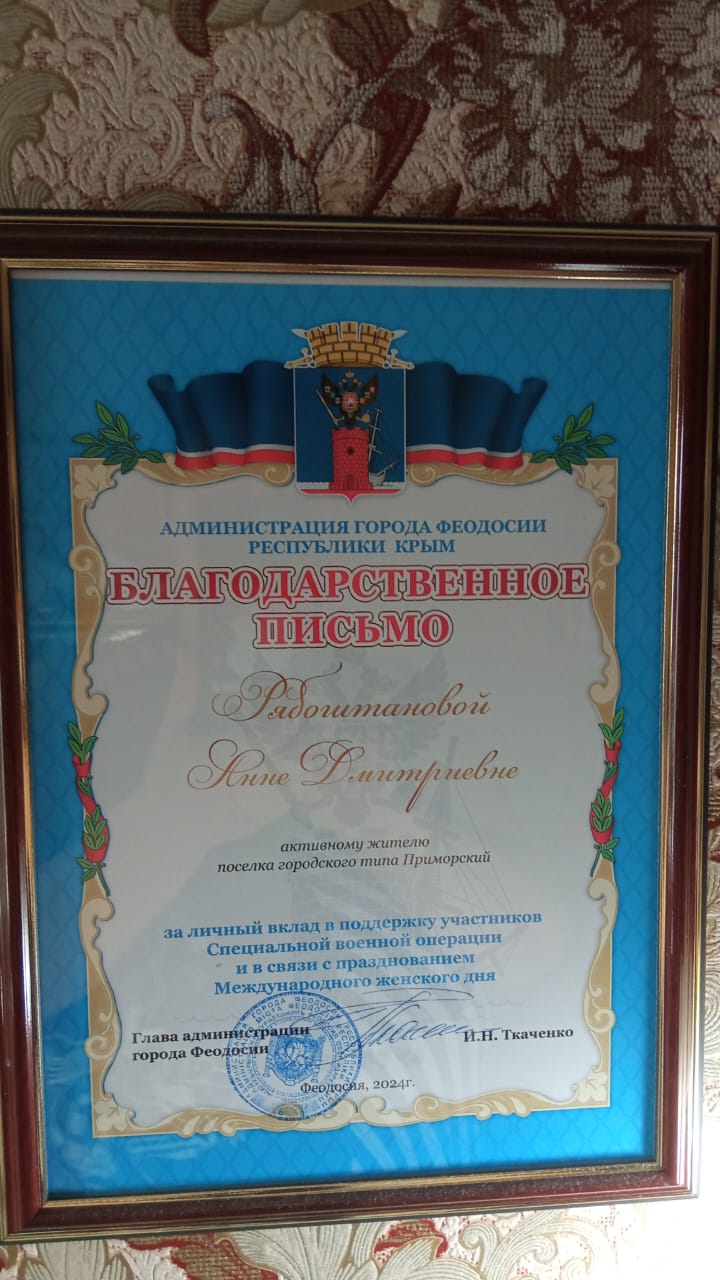 АДМИНИСТРАЦИЯ ГОРОДА ФЕОДОСИИ
РЕСПУБЛИКИ КРЫМ
БЛАГОДАРСТВЕННОЕ
ПИСЬМО
Рябоштановой
Анне Дмитриевне
активному жителю
поселка городского типа Приморский
за личный вклад в поддержку участников
Специальной военной операции
и в связи с празднованием
Международного женского дня
Глава администрации
города Феодосии
И.Н. Ткаченко
Феодосия, 2024г.